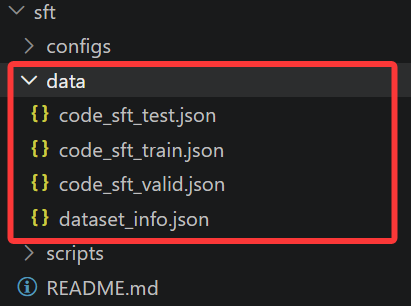 sft
configs
data
{} code_sft_test.json
{} code_sft_train.json
{} code_sft_valid.json
{} dataset_info.json
scripts
README.md